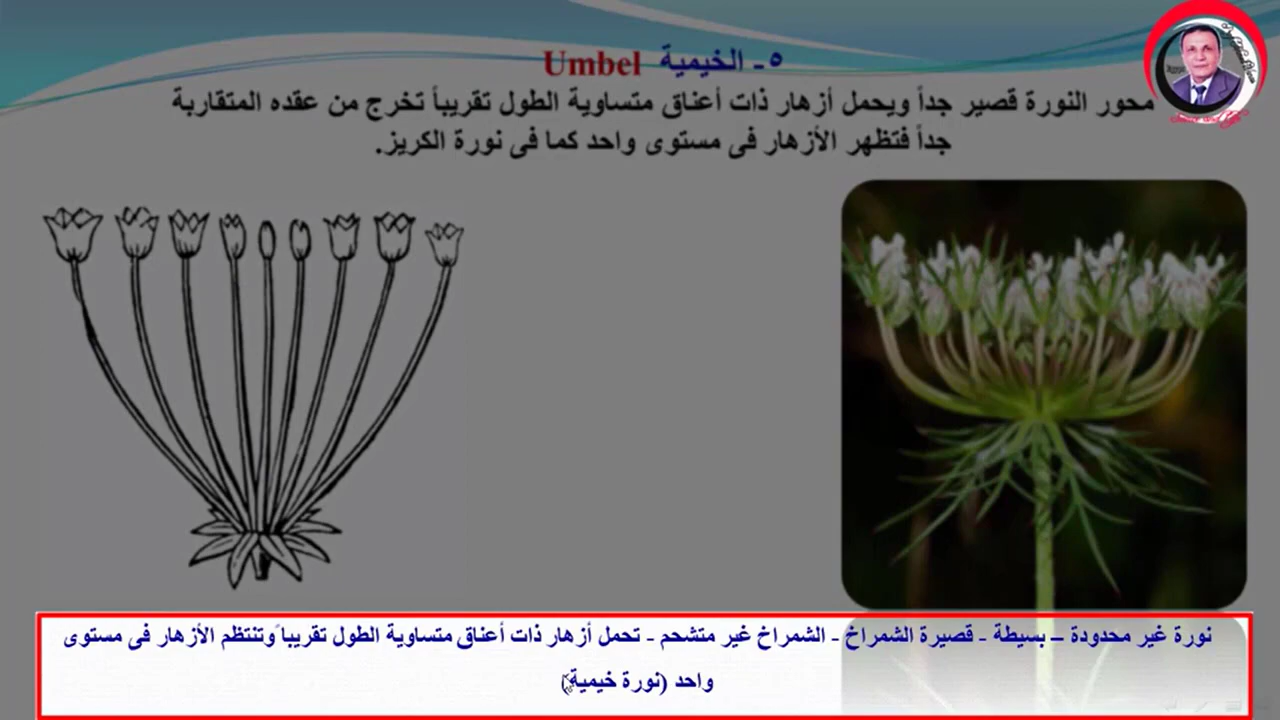 ٥- الخيمية Umbel
محور النورة قصير جداً ويحمل أزهار ذات أعناق متساوية الطول تقريباً تخرج من عقده المتقاربة
جداً فتظهر الأزهار فى مستوى واحد كما فى نورة الكريز.
نورة غير محدودة – بسيطة - قصيرة الشمراخ - الشمراخ غير متشحم - تحمل أزهار ذات أعناق متساوية الطول تقريباً وتنتظم الأزهار فى مستوى
واحد (نورة خيمية)